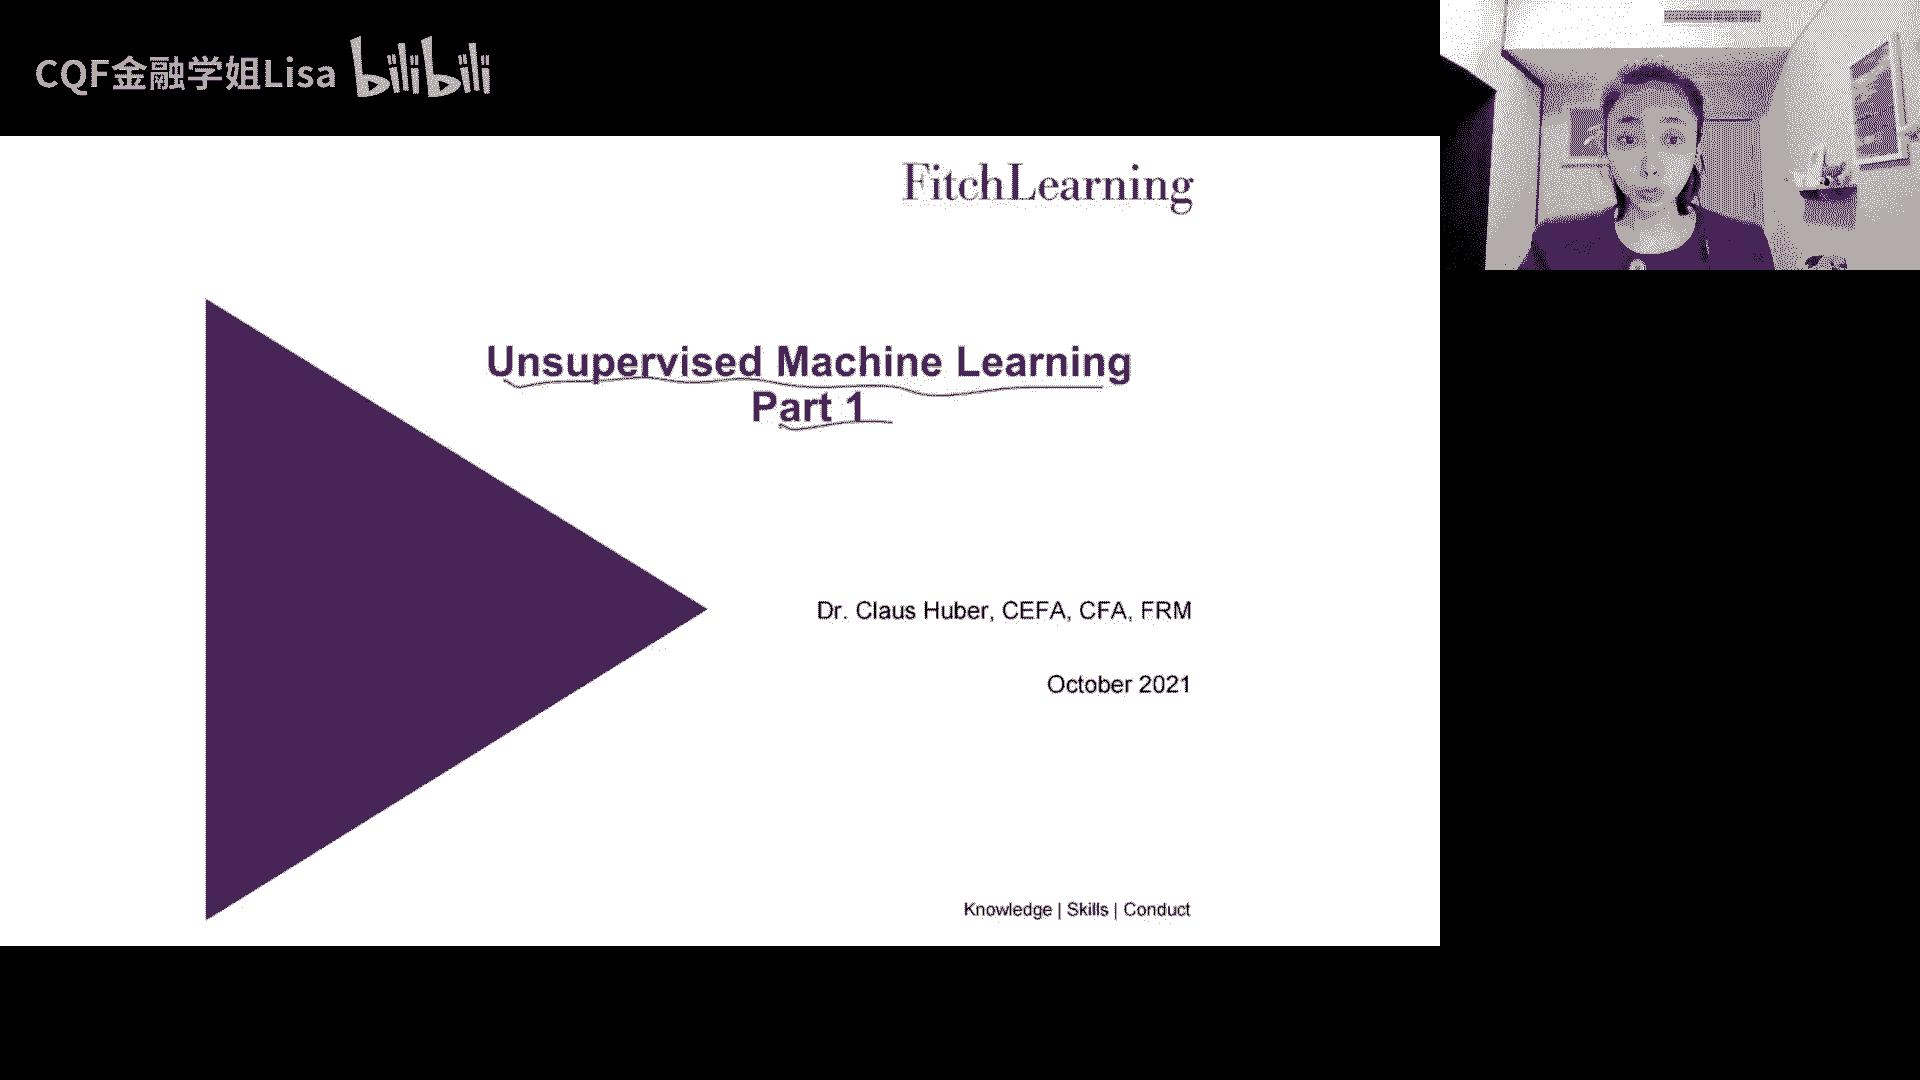 CQF金融学姐Lisa bilibili
FitchLearning
Unsupervised Machine Learning
Part 1
Dr. Claus Huber, CEFA, CFA, FRM
October 2021
Knowledge | Skills | Conduct